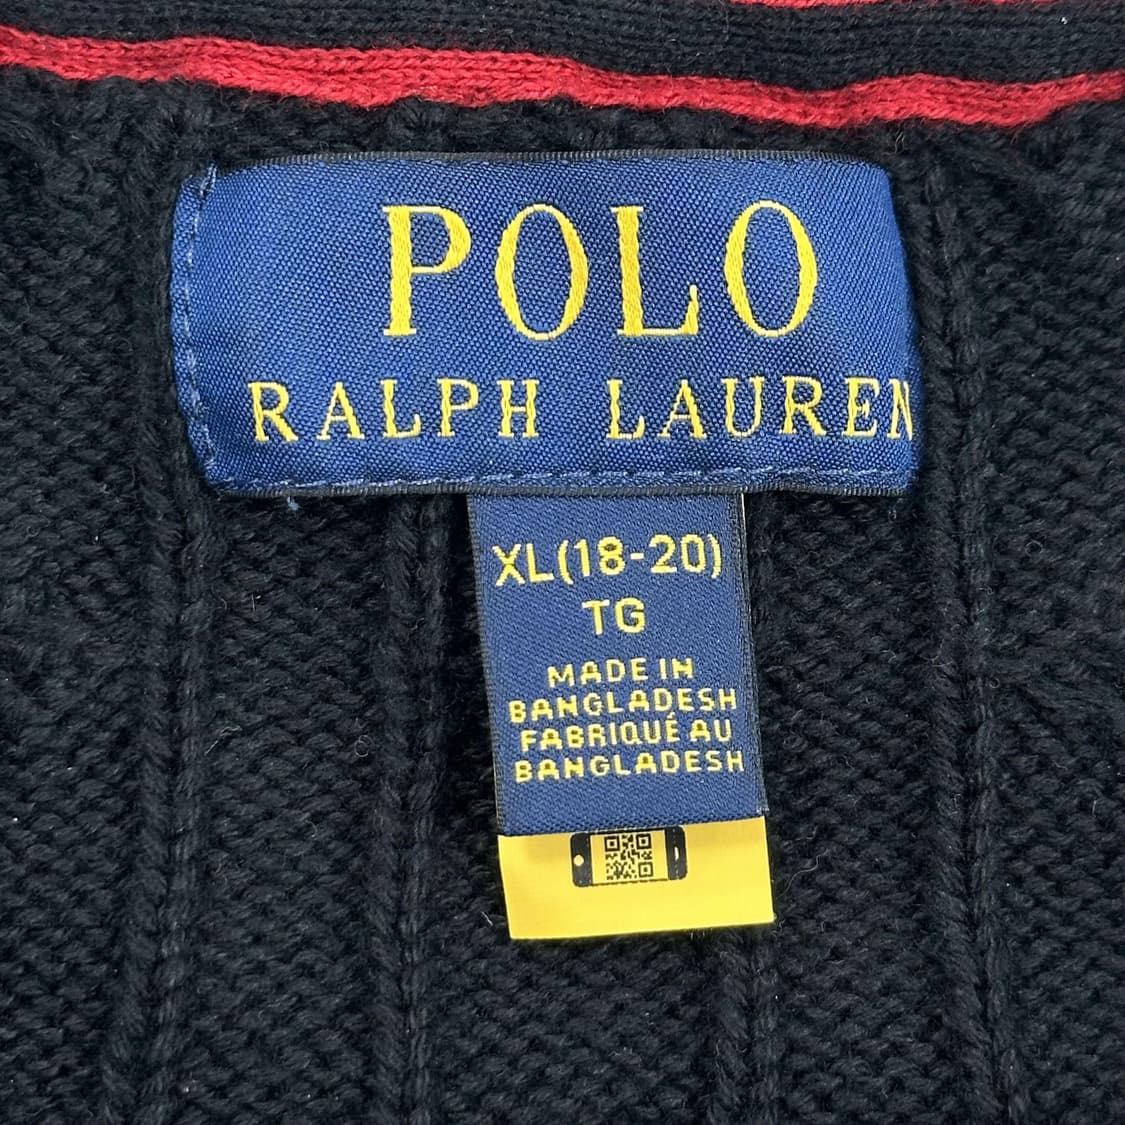 POLO
RALPH LAUREN
XL(18-20)
TG
MADE IN
BANGLADESH
FABRIQUÉ AU
BANGLADESH